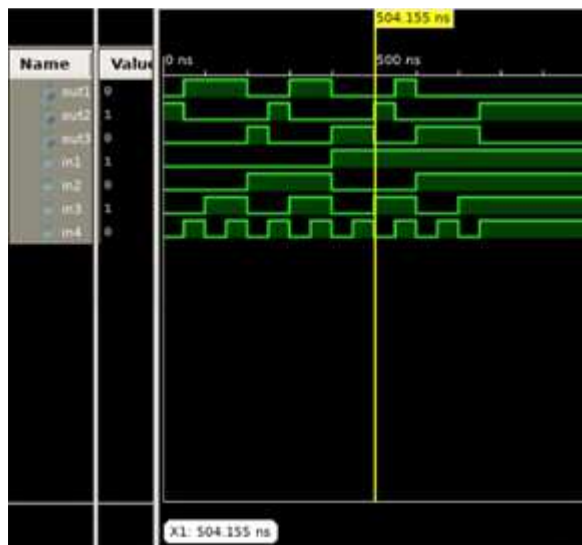 504.155 ns
Name
Value
0 ns
500 ns
out1
0
out2
1
out3
0
in1
1
in2
0
in3
1
in4
0
X1: 504.155 ns